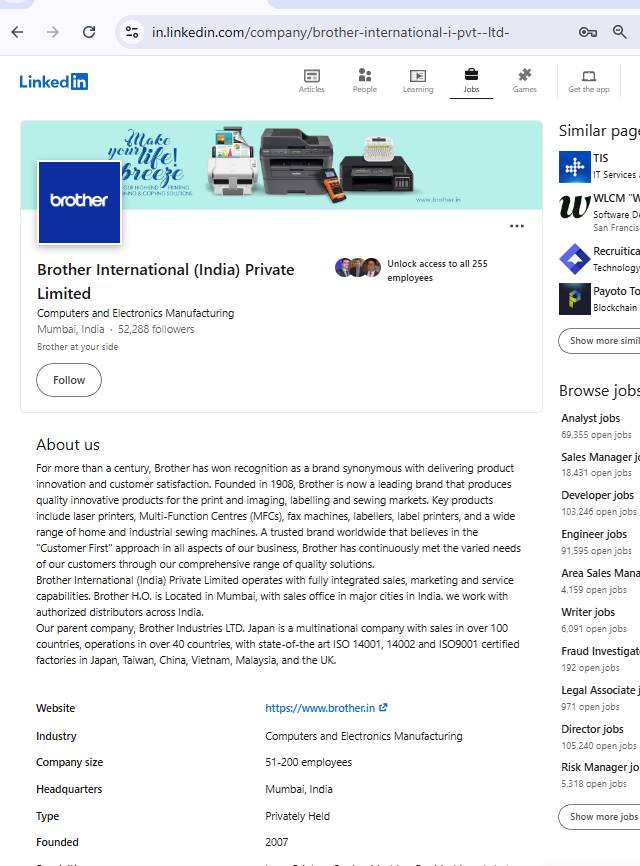 in.linkedin.com/company/brother-international-i-pvt--ltd-
LinkedIn
Articles
People
Learning
Jobs
Games
Get the app
Make
your life!
breeze
OUR HIGH-END PRINTING
& COPYING SOLUTIONS
www.brother.in
brother
Brother International (India) Private
Limited
Computers and Electronics Manufacturing
Mumbai, India · 52,288 followers
Brother at your side
Unlock access to all 255
employees
Follow
About us
For more than a century, Brother has won recognition as a brand synonymous with delivering product
innovation and customer satisfaction. Founded in 1908, Brother is now a leading brand that produces
quality innovative products for the print and imaging, labelling and sewing markets. Key products
include laser printers, Multi-Function Centres (MFCs), fax machines, labellers, label printers, and a wide
range of home and industrial sewing machines. A trusted brand worldwide that believes in the
"Customer First" approach in all aspects of our business, Brother has continuously met the varied needs
of our customers through our comprehensive range of quality solutions.
Brother International (India) Private Limited operates with fully integrated sales, marketing and service
capabilities. Brother H.O. is Located in Mumbai, with sales office in major cities in India. we work with
authorized distributors across India.
Our parent company, Brother Industries LTD. Japan is a multinational company with sales in over 100
countries, operations in over 40 countries, with state-of-the art ISO 14001, 14002 and ISO9001 certified
factories in Japan, Taiwan, China, Vietnam, Malaysia, and the UK.
Website https://www.brother.in
Industry Computers and Electronics Manufacturing
Company size 51-200 employees
Headquarters Mumbai, India
Type Privately Held
Founded 2007
Similar page
TIS
IT Services a
WLCM "W
Software De
San Francis
Recruitica
Technology
Payoto To
Blockchain
Show more simil
Browse jobs
Analyst jobs
69,355 open jobs
Sales Manager jo
18,431 open jobs
Developer jobs
103,246 open jobs
Engineer jobs
91,595 open jobs
Area Sales Mana
4,159 open jobs
Writer jobs
6,091 open jobs
Fraud Investigat
192 open jobs
Legal Associate j
971 open jobs
Director jobs
105,240 open jobs
Risk Manager jo
5,318 open jobs
Show more jobs